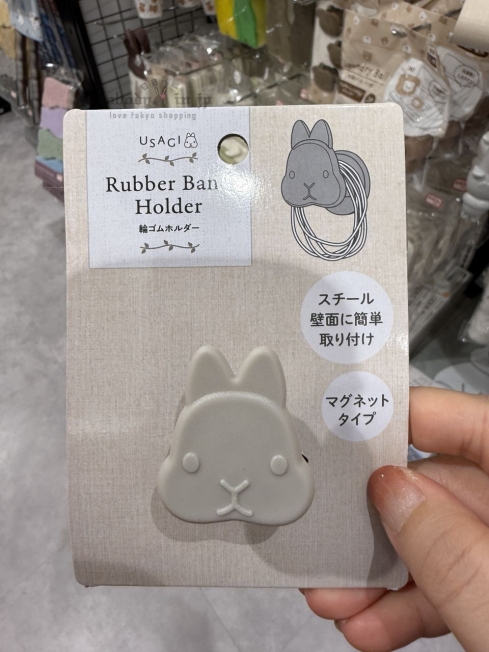 love tokyo shopping
USAGI
Rubber Ban
Holder
輪ゴムホルダー
スチール
壁面に簡単
取り付け
マグネット
タイプ